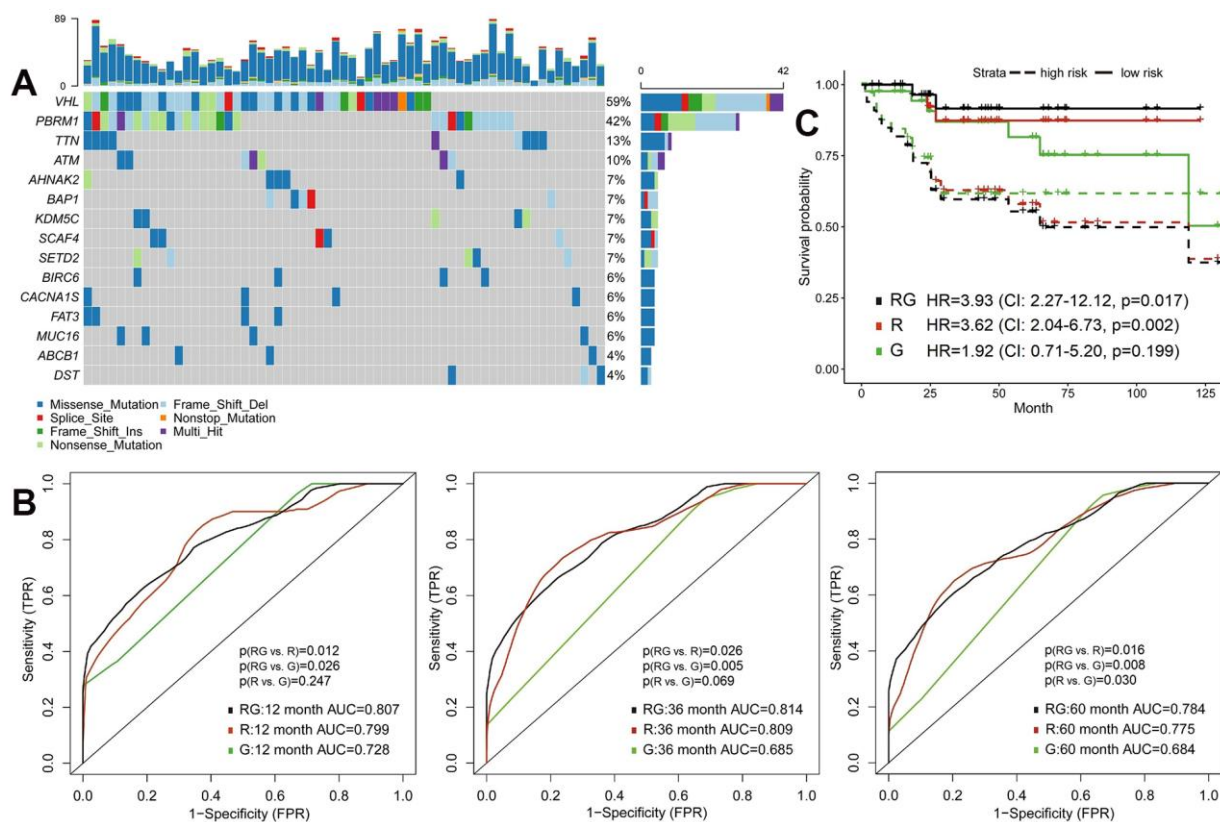 A
89
0
VHL 59%
PBRM1 42%
TTN 13%
ATM 10%
AHNAK2 7%
BAP1 7%
KDM5C 7%
SCAF4 7%
SETD2 7%
BIRC6 6%
CACNA1S 6%
FAT3 6%
MUC16 6%
ABCB1 4%
DST 4%
0 42
Missense_Mutation Frame_Shift_Del
Splice_Site Nonstop_Mutation
Frame_Shift_Ins Multi_Hit
Nonsense_Mutation
C
Strata high risk low risk
Survival probability
1.00
0.75
0.50
0.25
0.00
RG HR=3.93 (CI: 2.27-12.12, p=0.017)
R HR=3.62 (CI: 2.04-6.73, p=0.002)
G HR=1.92 (CI: 0.71-5.20, p=0.199)
0 25 50 75 100 125
Month
B
Sensitivity (TPR)
1.0
0.8
0.6
0.4
0.2
0.0
p(RG vs. R)=0.012
p(RG vs. G)=0.026
p(R vs. G)=0.247
RG:12 month AUC=0.807
R:12 month AUC=0.799
G:12 month AUC=0.728
0.0 0.2 0.4 0.6 0.8 1.0
1−Specificity (FPR)
Sensitivity (TPR)
1.0
0.8
0.6
0.4
0.2
0.0
p(RG vs. R)=0.026
p(RG vs. G)=0.005
p(R vs. G)=0.069
RG:36 month AUC=0.814
R:36 month AUC=0.809
G:36 month AUC=0.685
0.0 0.2 0.4 0.6 0.8 1.0
1−Specificity (FPR)
Sensitivity (TPR)
1.0
0.8
0.6
0.4
0.2
0.0
p(RG vs. R)=0.016
p(RG vs. G)=0.008
p(R vs. G)=0.030
RG:60 month AUC=0.784
R:60 month AUC=0.775
G:60 month AUC=0.684
0.0 0.2 0.4 0.6 0.8 1.0
1−Specificity (FPR)